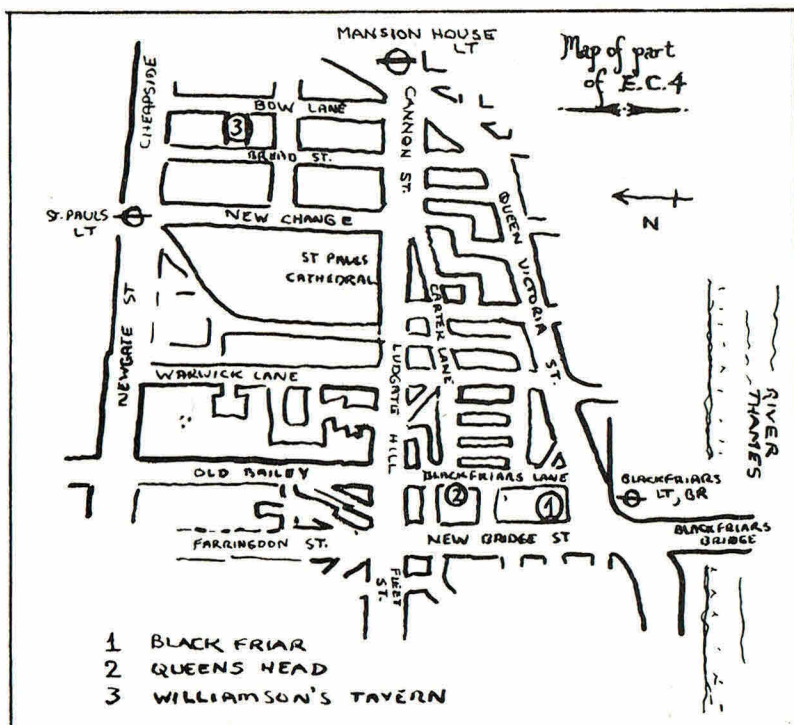 MANSION HOUSE
LT
Map of part
of E.C.4
CHEAPSIDE
BOW LANE
3
BREAD ST.
CANNON ST.
ST. PAULS
LT
NEW CHANGE
QUEEN VICTORIA ST.
N
ST PAULS
CATHEDRAL
CARTER LANE
NEWGATE ST
WARWICK LANE
LUDGATE HILL
RIVER
THAMES
OLD BAILEY
BLACKFRIARS LANE
2
1
BLACKFRIARS
LT, BR
FARRINGDON ST.
NEW BRIDGE ST
BLACKFRIARS
BRIDGE
FLEET
ST.
1 BLACK FRIAR
2 QUEENS HEAD
3 WILLIAMSON'S TAVERN